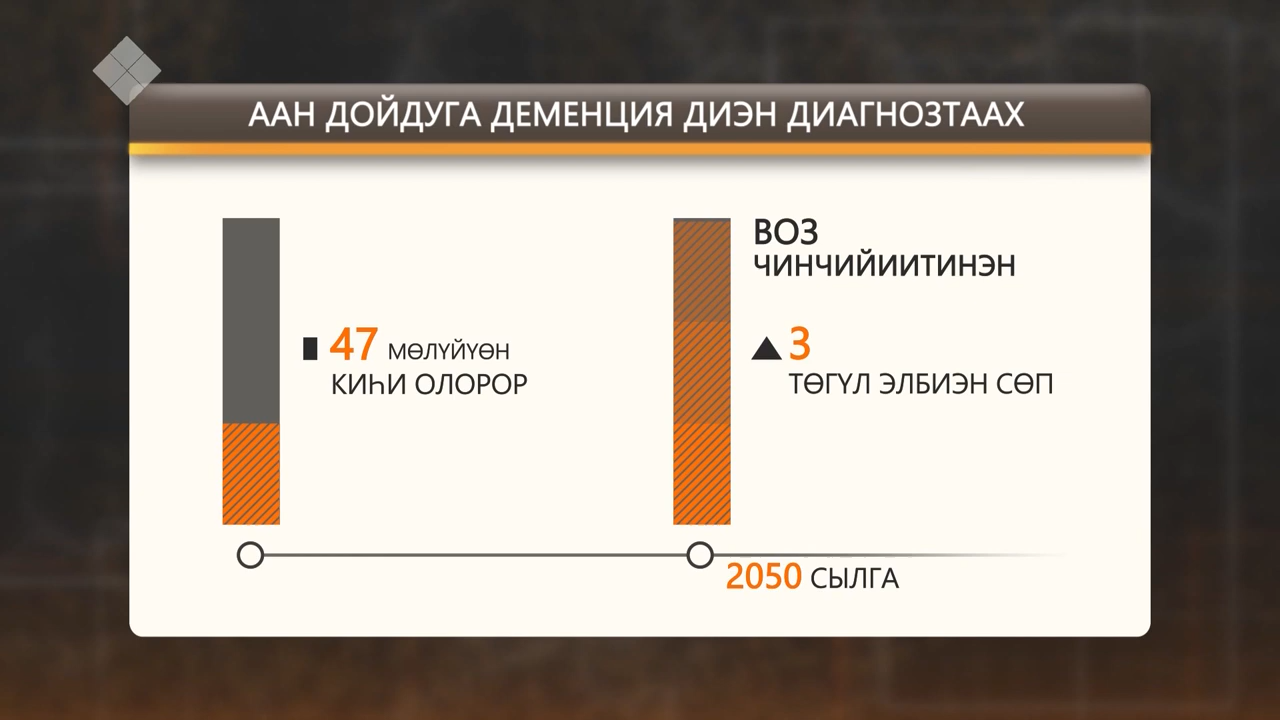 ААН ДОЙДУГА ДЕМЕНЦИЯ ДИЭН ДИАГНОЗТААХ
47 МӨЛҮЙҮӨН
КИҺИ ОЛОРОР
ВОЗ
ЧИНЧИЙИИТИНЭН
3
ТӨГҮЛ ЭЛБИЭН СӨП
2050 СЫЛГА